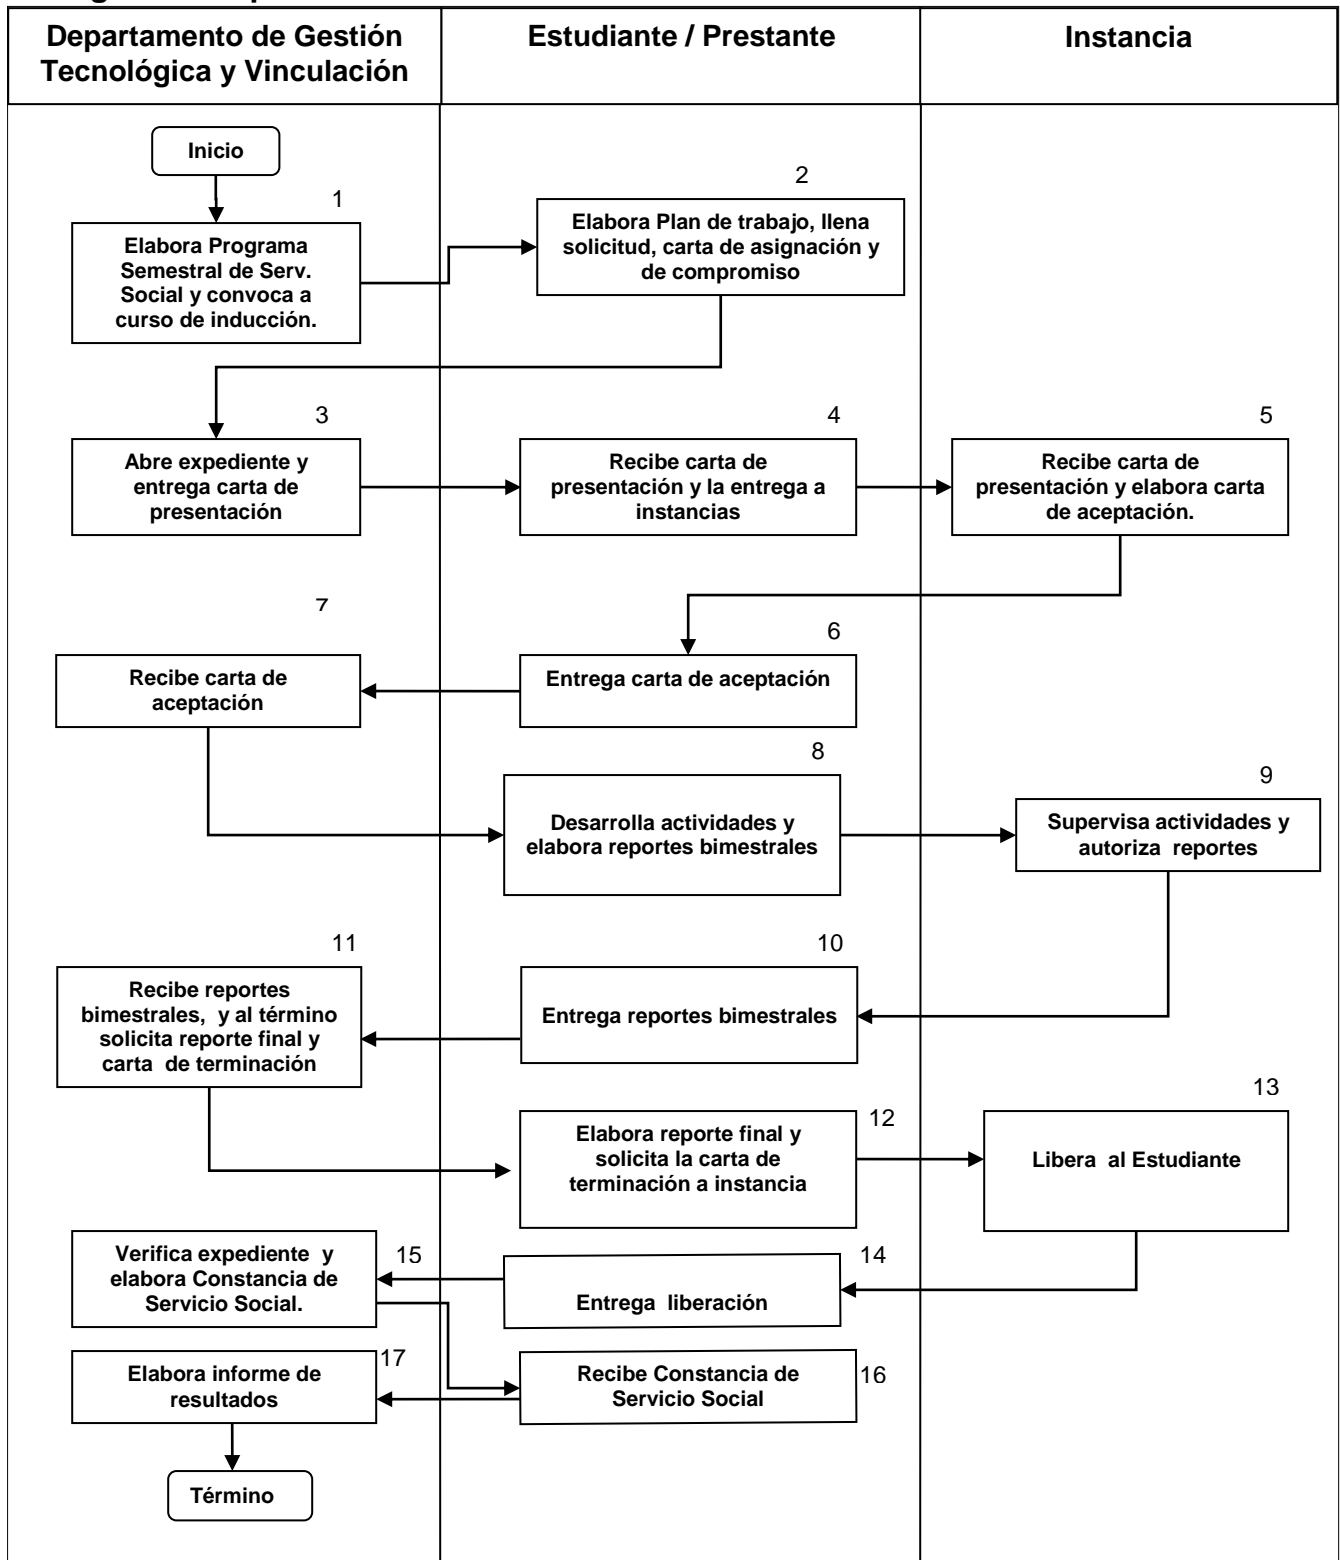 Departamento de Gestión
Tecnológica y Vinculación
Estudiante / Prestante
Instancia
Inicio
1
Elabora Programa
Semestral de Serv.
Social y convoca a
curso de inducción.
2
Elabora Plan de trabajo, llena
solicitud, carta de asignación y
de compromiso
3
Abre expediente y
entrega carta de
presentación
4
Recibe carta de
presentación y la entrega a
instancias
5
Recibe carta de
presentación y elabora carta
de aceptación.
6
Entrega carta de aceptación
7
Recibe carta de
aceptación
8
Desarrolla actividades y
elabora reportes bimestrales
9
Supervisa actividades y
autoriza reportes
10
Entrega reportes bimestrales
11
Recibe reportes
bimestrales, y al término
solicita reporte final y
carta de terminación
12
Elabora reporte final y
solicita la carta de
terminación a instancia
13
Libera al Estudiante
14
Entrega liberación
15
Verifica expediente y
elabora Constancia de
Servicio Social.
16
Recibe Constancia de
Servicio Social
17
Elabora informe de
resultados
Término